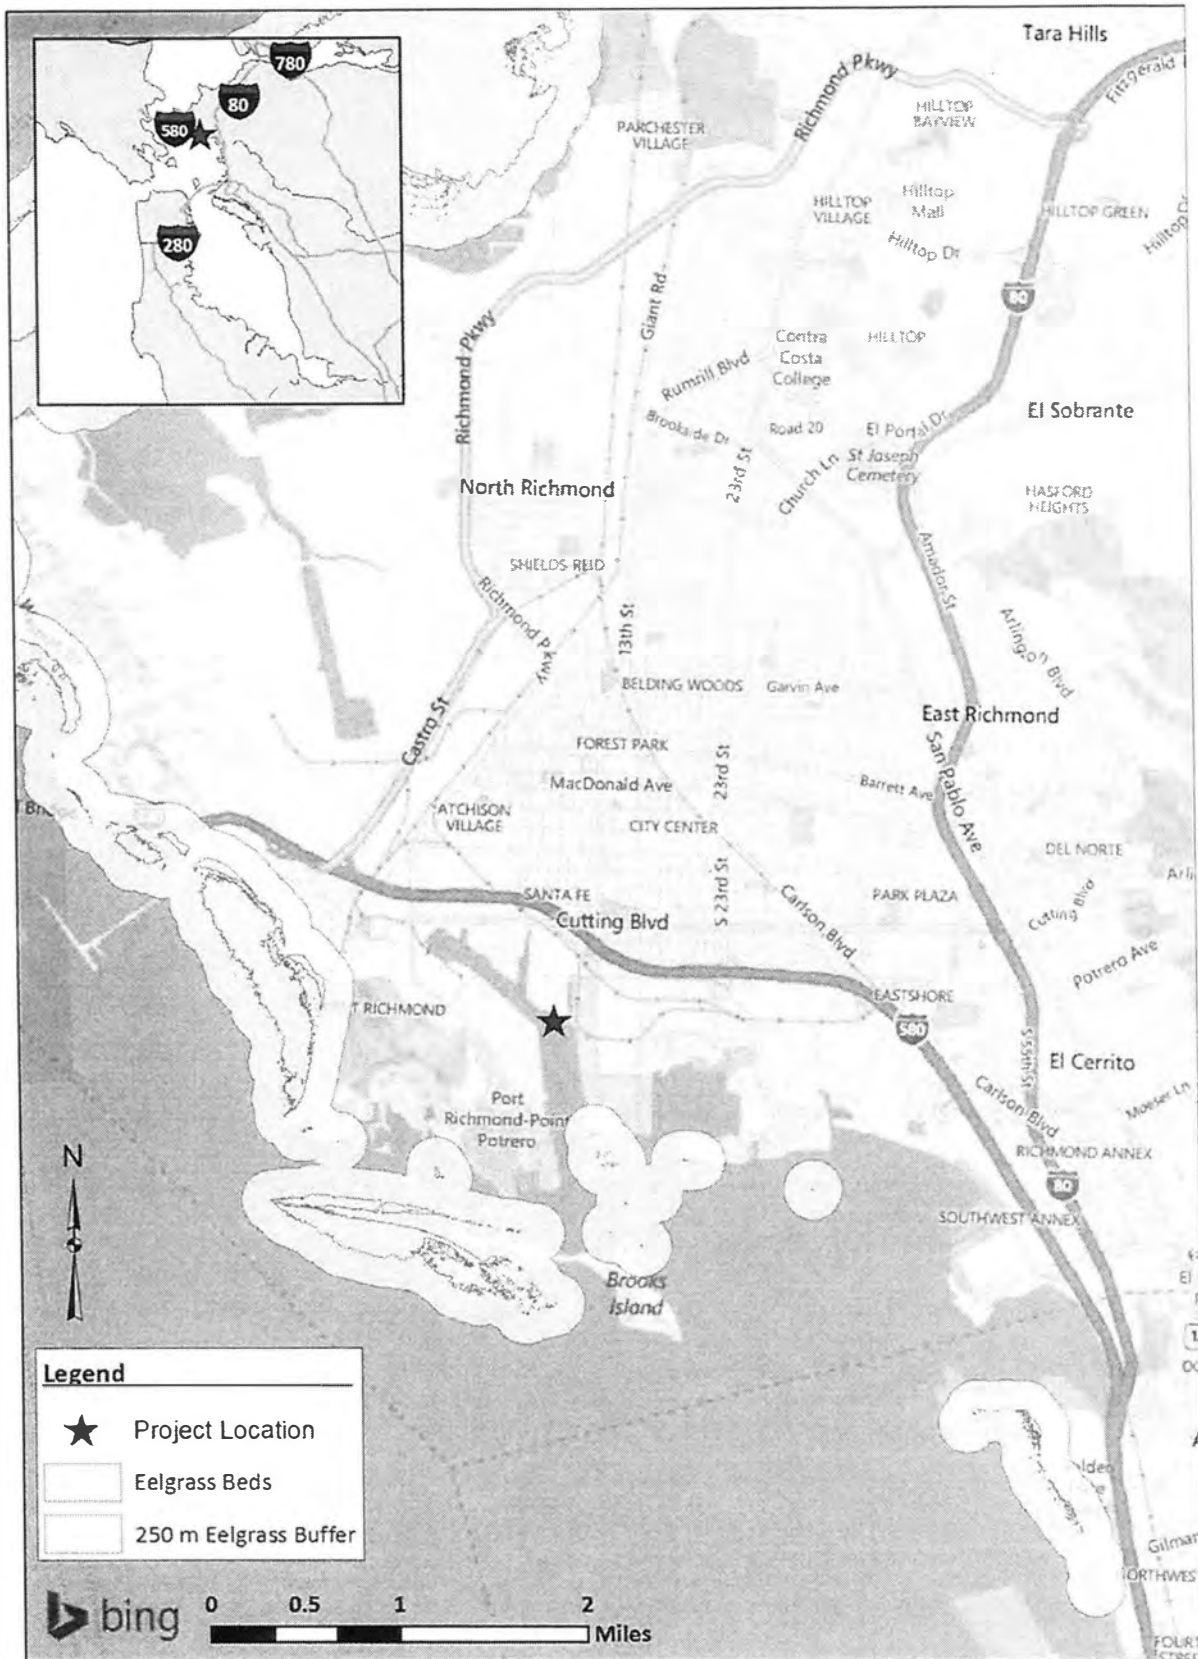 Tara Hills
780
80
580
280
Richmond Pkwy
HILLTOP
BAYVIEW
PARCHESTER
VILLAGE
HILLTOP
VILLAGE
Hilltop
Mall
HILLTOP GREEN
Hilltop Dr
Hilltop Dr
80
Giant Rd
Richmond Pkwy
Contra
Costa
College
HILLTOP
Rumrill Blvd
El Sobrante
Brookside Dr
Road 20
El Portal Dr
St Joseph
Cemetery
23rd St
Church Ln
North Richmond
HASFORD
HEIGHTS
SHIELDS-REID
Amador St
Richmond Pkwy
13th St
Arlington Blvd
BELDING WOODS
Garvin Ave
East Richmond
Castro St
FOREST PARK
23rd St
San Pablo Ave
MacDonald Ave
Barrett Ave
ATCHISON
VILLAGE
CITY CENTER
DEL NORTE
SANTA FE
S 23rd St
PARK PLAZA
Cutting Blvd
Carlson Blvd
Cutting Blvd
Potrero Ave
EASTSHORE
T RICHMOND
580
S 55th St
El Cerrito
Port
Richmond-Point
Potrero
Carlson Blvd
Moeser Ln
N
RICHMOND ANNEX
80
SOUTHWEST ANNEX
Brooks
Island
Legend
Project Location
Eelgrass Beds
250 m Eelgrass Buffer
Gilman
bing
0 0.5 1 2
Miles